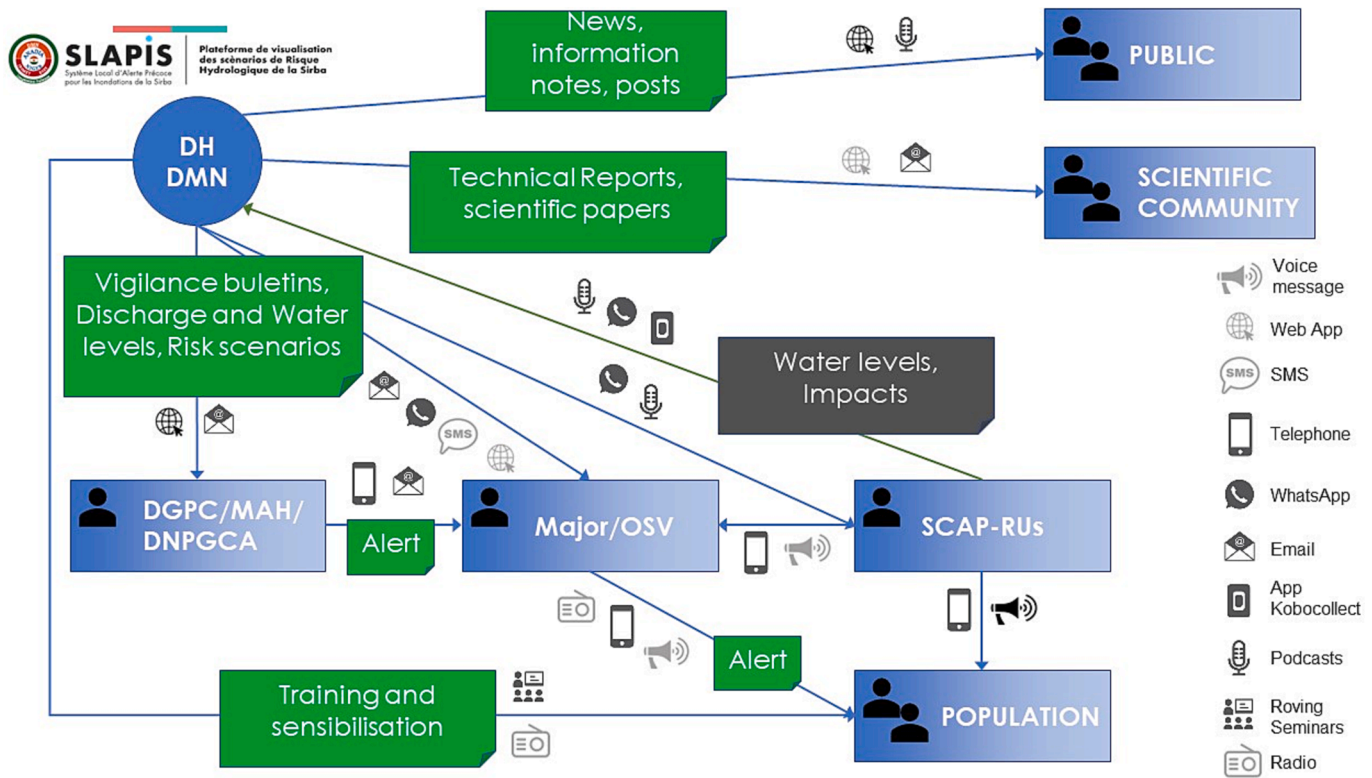 SLAPIS
Système Local d'Alerte Précoce
pour les Inondations de la Sirba
Plateforme de visualisation
des scènarios de Risque
Hydrologique de la Sirba
News,
information
notes, posts
PUBLIC
DH
DMN
Technical Reports,
scientific papers
SCIENTIFIC
COMMUNITY
Vigilance buletins,
Discharge and Water
levels, Risk scenarios
Water levels,
Impacts
SMS
DGPC/MAH/
DNPGCA
Alert
Major/OSV
SCAP-RUs
Alert
Training and
sensibilisation
POPULATION
Voice
message
Web App
SMS
SMS
Telephone
WhatsApp
Email
App
Kobocollect
Podcasts
Roving
Seminars
Radio